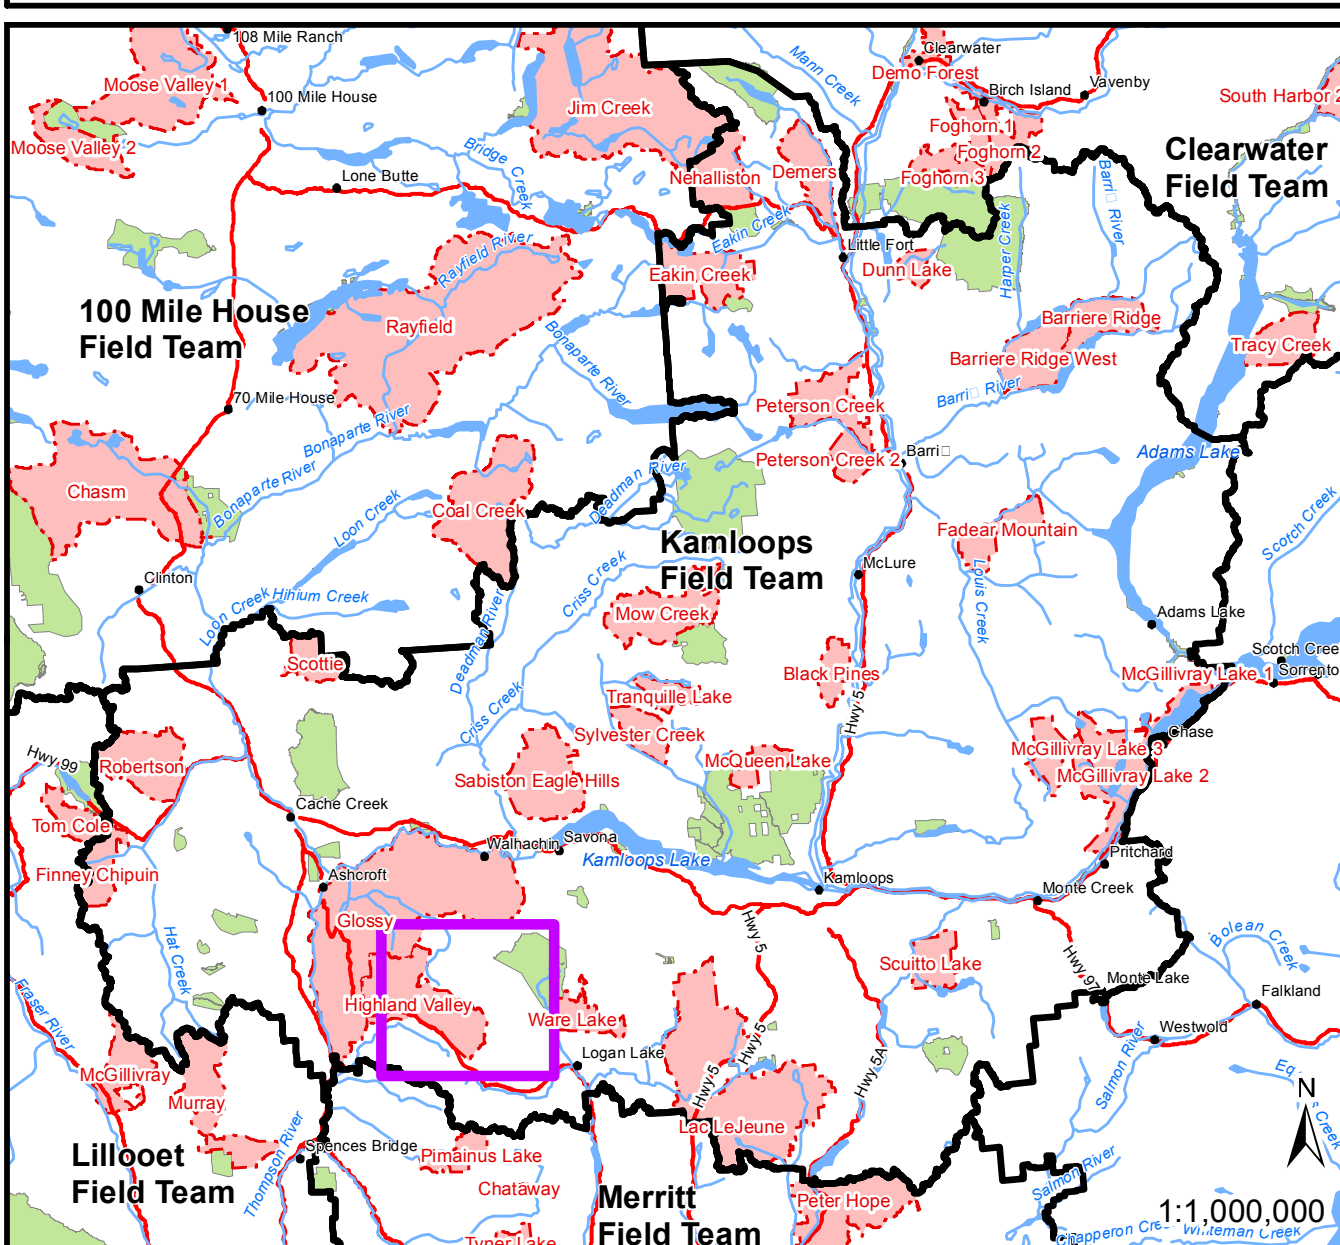 108 Mile Ranch
Clearwater
Mann Creek
Demo Forest
Moose Valley 1
100 Mile House
Jim Creek
Birch Island
Vavenby
South Harbor 2
Moose Valley 2
Foghorn 1
Foghorn 2
Foghorn 3
Bridge Creek
Clearwater
Field Team
Lone Butte
Nehalliston
Demers
Barri□ River
Harper Creek
Eakin Creek
Little Fort
Rayfield River
Eakin Creek
Dunn Lake
100 Mile House
Field Team
Rayfield
Barriere Ridge
Tracy Creek
Barriere Ridge West
Bonaparte River
70 Mile House
Barri□ River
Peterson Creek
Bonaparte River
Peterson Creek 2
Barri□
Adams Lake
Bonaparte River
Deadman River
Chasm
Coal Creek
Loon Creek
Fadear Mountain
Scotch Creek
Kamloops
Field Team
McLure
Clinton
Criss Creek
Louis Creek
Loon Creek
Hihium Creek
Mow Creek
Adams Lake
Deadman River
Scottie
Black Pines
Scotch Cree
McGillivray Lake 1
Sorrento
Tranquille Lake
Criss Creek
Hwy 5
Sylvester Creek
Chase
McGillivray Lake 3
McGillivray Lake 2
Hwy 99
Robertson
McQueen Lake
Sabiston Eagle Hills
Cache Creek
Tom Cole
Walhachin
Savona
Kamloops Lake
Pritchard
Finney Chipuin
Ashcroft
Kamloops
Monte Creek
Glossy
Hwy 5
Hat Creek
Bolean Creek
Scuitto Lake
Hwy 97
Monte Lake
Falkland
Fraser River
Highland Valley
Ware Lake
Westwold
Logan Lake
Hwy 5
Hwy 5
Hwy 5A
Salmon River
McGillivray
Murray
N
Lac LeJeune
Thompson River
Spences Bridge
Pimainus Lake
Lillooet
Field Team
Chataway
Salmon River
Merritt
Field Team
Peter Hope
1:1,000,000
Tyner Lake
Chapperon Cree
Whiteman Creek